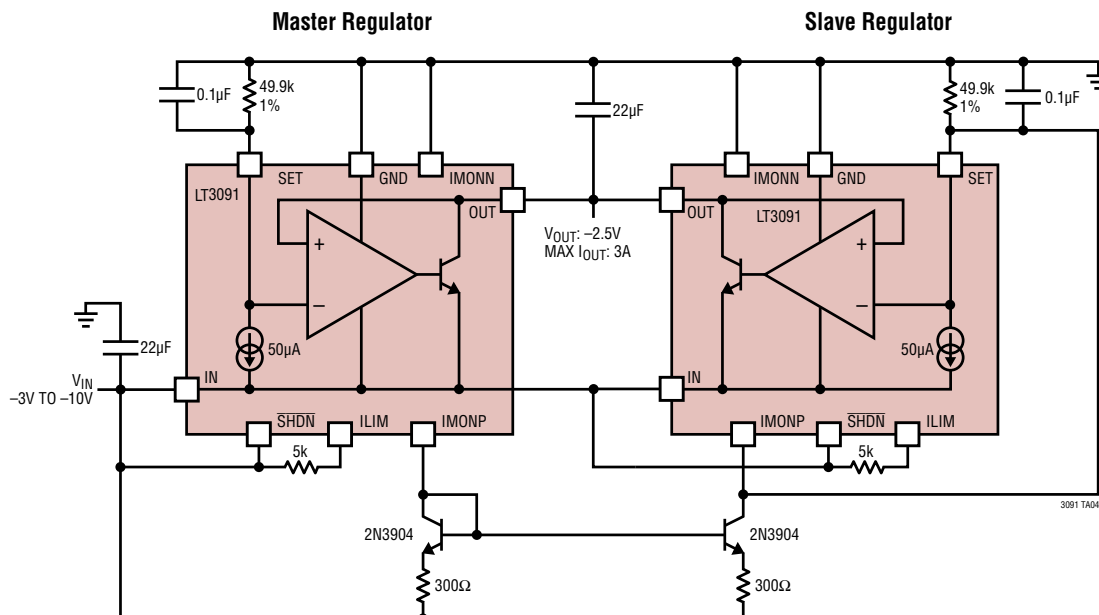 Master Regulator
Slave Regulator
0.1µF
49.9k
1%
22µF
49.9k
1%
0.1µF
SET
GND
IMONN
IMONN
GND
SET
LT3091
OUT
OUT
LT3091
+
–
+
–
VOUT: –2.5V
MAX IOUT: 3A
50µA
50µA
22µF
VIN
–3V TO –10V
IN
IN
SHDN
ILIM
IMONP
IMONP
SHDN
ILIM
5k
5k
3091 TA04
2N3904
2N3904
300Ω
300Ω